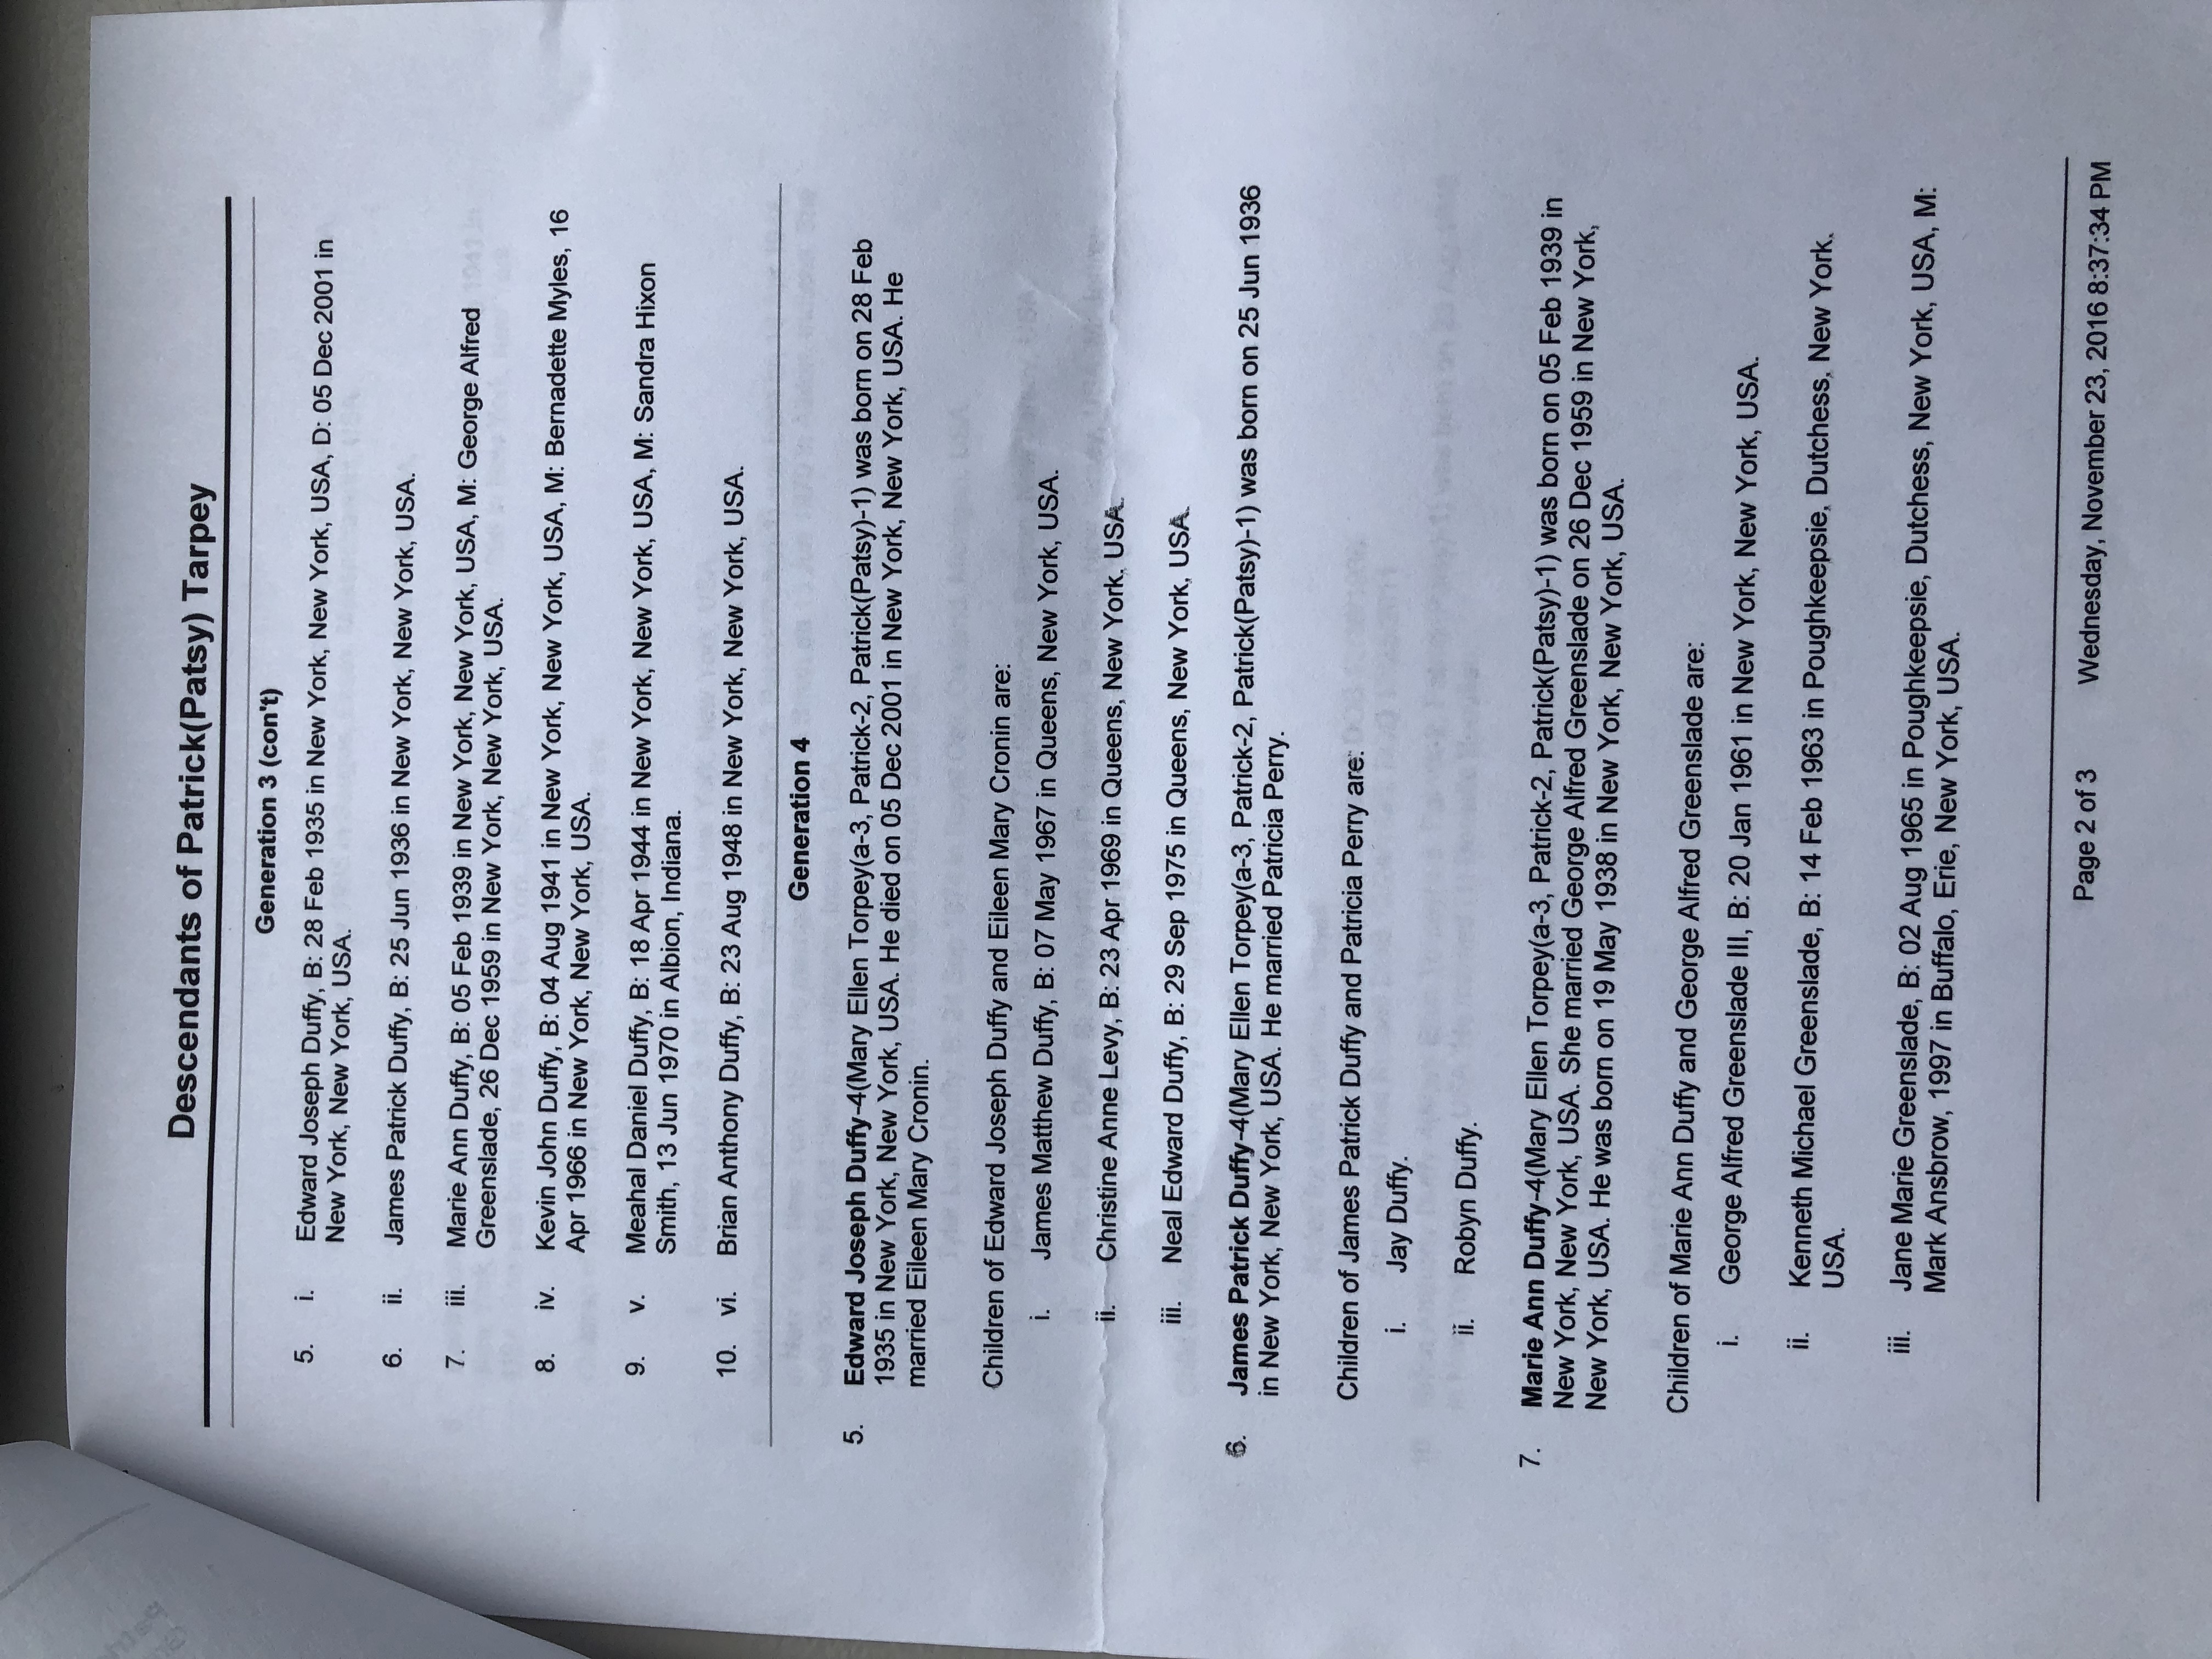 Descendants of Patrick(Patsy) Tarpey
Generation 3 (con't)
5. i. Edward Joseph Duffy, B: 28 Feb 1935 in New York, New York, USA, D: 05 Dec 2001 in
New York, New York, USA.
6. ii. James Patrick Duffy, B: 25 Jun 1936 in New York, New York, USA.
7. iii. Marie Ann Duffy, B: 05 Feb 1939 in New York, New York, USA, M: George Alfred
Greenslade, 26 Dec 1959 in New York, New York, USA.
8. iv. Kevin John Duffy, B: 04 Aug 1941 in New York, New York, USA, M: Bernadette Myles, 16
Apr 1966 in New York, New York, USA.
9. v. Meahal Daniel Duffy, B: 18 Apr 1944 in New York, New York, USA, M: Sandra Hixon
Smith, 13 Jun 1970 in Albion, Indiana.
10. vi. Brian Anthony Duffy, B: 23 Aug 1948 in New York, New York, USA.
Generation 4
5. Edward Joseph Duffy-4(Mary Ellen Torpey(a-3, Patrick-2, Patrick(Patsy)-1) was born on 28 Feb
1935 in New York, New York, USA. He died on 05 Dec 2001 in New York, New York, USA. He
married Eileen Mary Cronin.
Children of Edward Joseph Duffy and Eileen Mary Cronin are:
i. James Matthew Duffy, B: 07 May 1967 in Queens, New York, USA.
ii. Christine Anne Levy, B: 23 Apr 1969 in Queens, New York, USA.
iii. Neal Edward Duffy, B: 29 Sep 1975 in Queens, New York, USA.
6. James Patrick Duffy-4(Mary Ellen Torpey(a-3, Patrick-2, Patrick(Patsy)-1) was born on 25 Jun 1936
in New York, New York, USA. He married Patricia Perry.
Children of James Patrick Duffy and Patricia Perry are:
i. Jay Duffy.
ii. Robyn Duffy.
7. Marie Ann Duffy-4(Mary Ellen Torpey(a-3, Patrick-2, Patrick(Patsy)-1) was born on 05 Feb 1939 in
New York, New York, USA. She married George Alfred Greenslade on 26 Dec 1959 in New York,
New York, USA. He was born on 19 May 1938 in New York, New York, USA.
Children of Marie Ann Duffy and George Alfred Greenslade are:
i. George Alfred Greenslade III, B: 20 Jan 1961 in New York, New York, USA.
ii. Kenneth Michael Greenslade, B: 14 Feb 1963 in Poughkeepsie, Dutchess, New York,
USA.
iii. Jane Marie Greenslade, B: 02 Aug 1965 in Poughkeepsie, Dutchess, New York, USA, M:
Mark Ansbrow, 1997 in Buffalo, Erie, New York, USA.
Page 2 of 3 Wednesday, November 23, 2016 8:37:34 PM